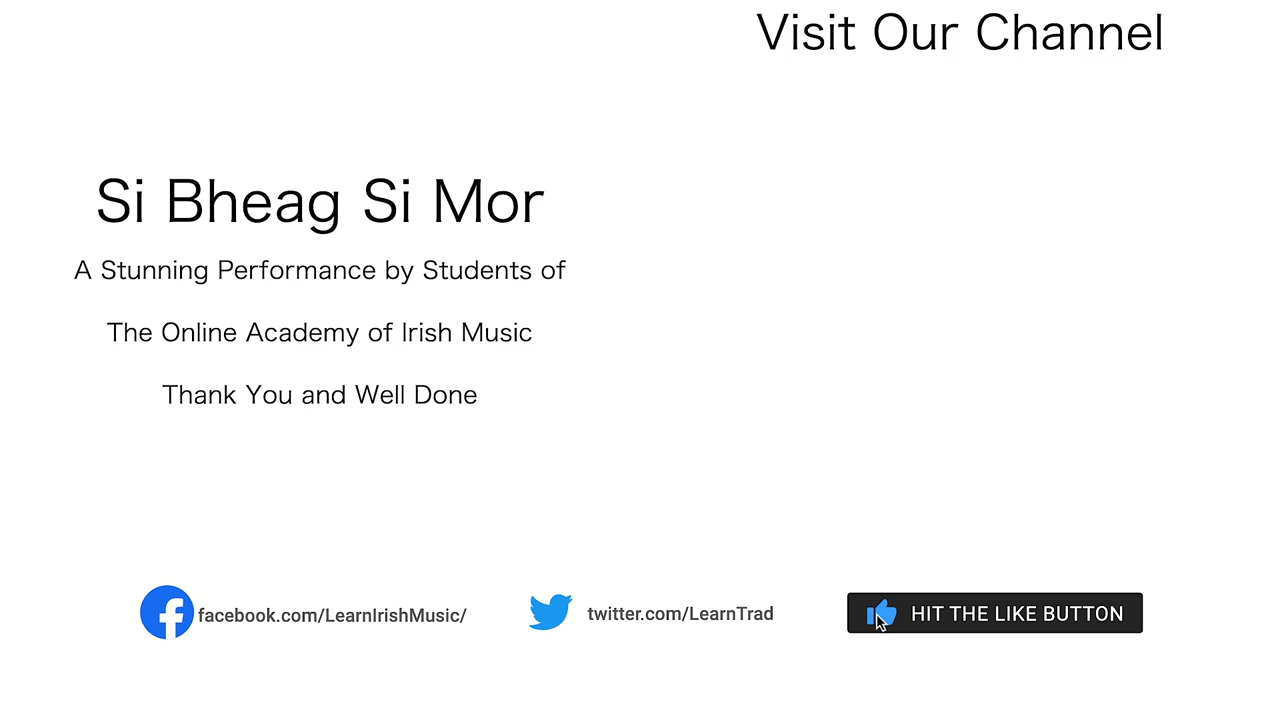 Visit Our Channel
Si Bheag Si Mor
A Stunning Performance by Students of
The Online Academy of Irish Music
Thank You and Well Done
facebook.com/LearnIrishMusic/
twitter.com/LearnTrad
HIT THE LIKE BUTTON